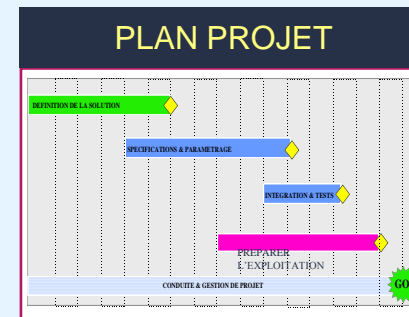 PLAN PROJET
DEFINITION DE LA SOLUTION
SPECIFICATIONS & PARAMETRAGE
INTEGRATION & TESTS
PREPARER
L'EXPLOITATION
CONDUITE & GESTION DE PROJET
GO